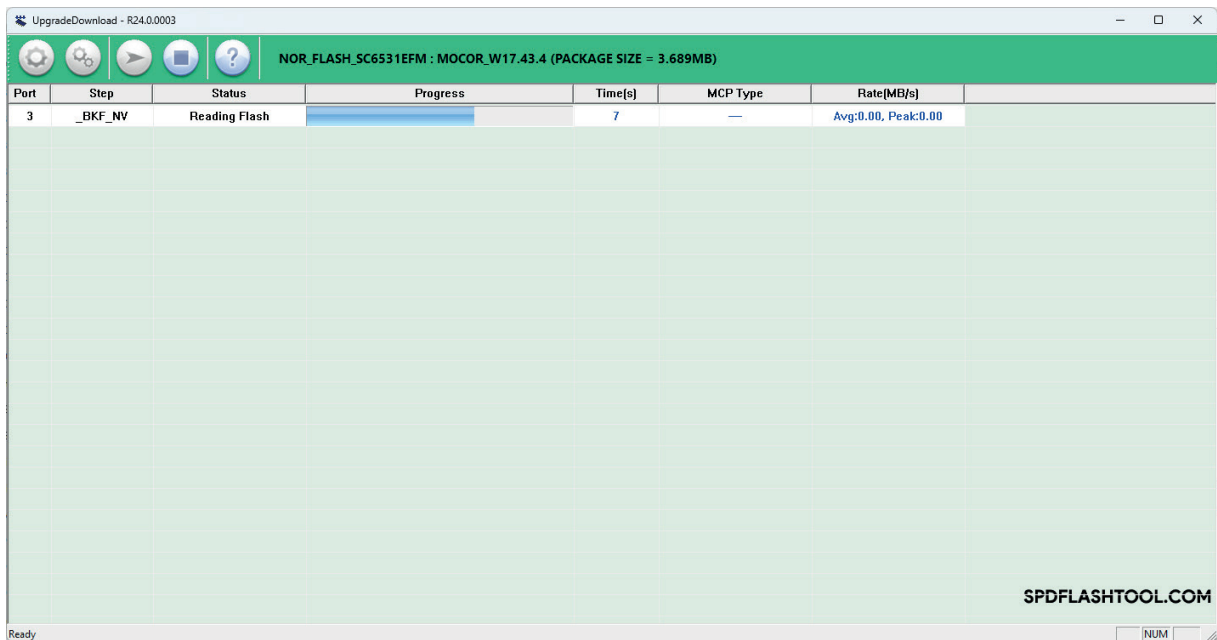 UpgradeDownload - R24.0.0003
NOR_FLASH_SC6531EFM : MOCOR_W17.43.4 (PACKAGE SIZE = 3.689MB)
Port Step Status Progress Time(s) MCP Type Rate(MB/s)
3 _BKF_NV Reading Flash 7 — Avg:0.00, Peak:0.00
SPDFLASHTOOL.COM
Ready NUM